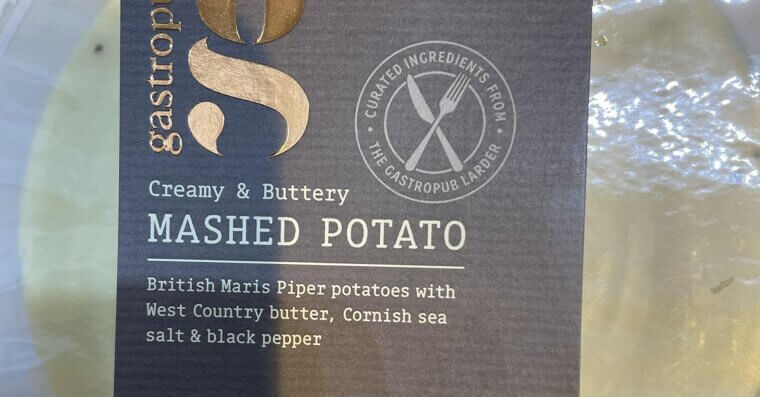 gastropu
CURATED INGREDIENTS FROM
THE GASTROPUB LARDER
Creamy & Buttery
MASHED POTATO
British Maris Piper potatoes with
West Country butter, Cornish sea
salt & black pepper